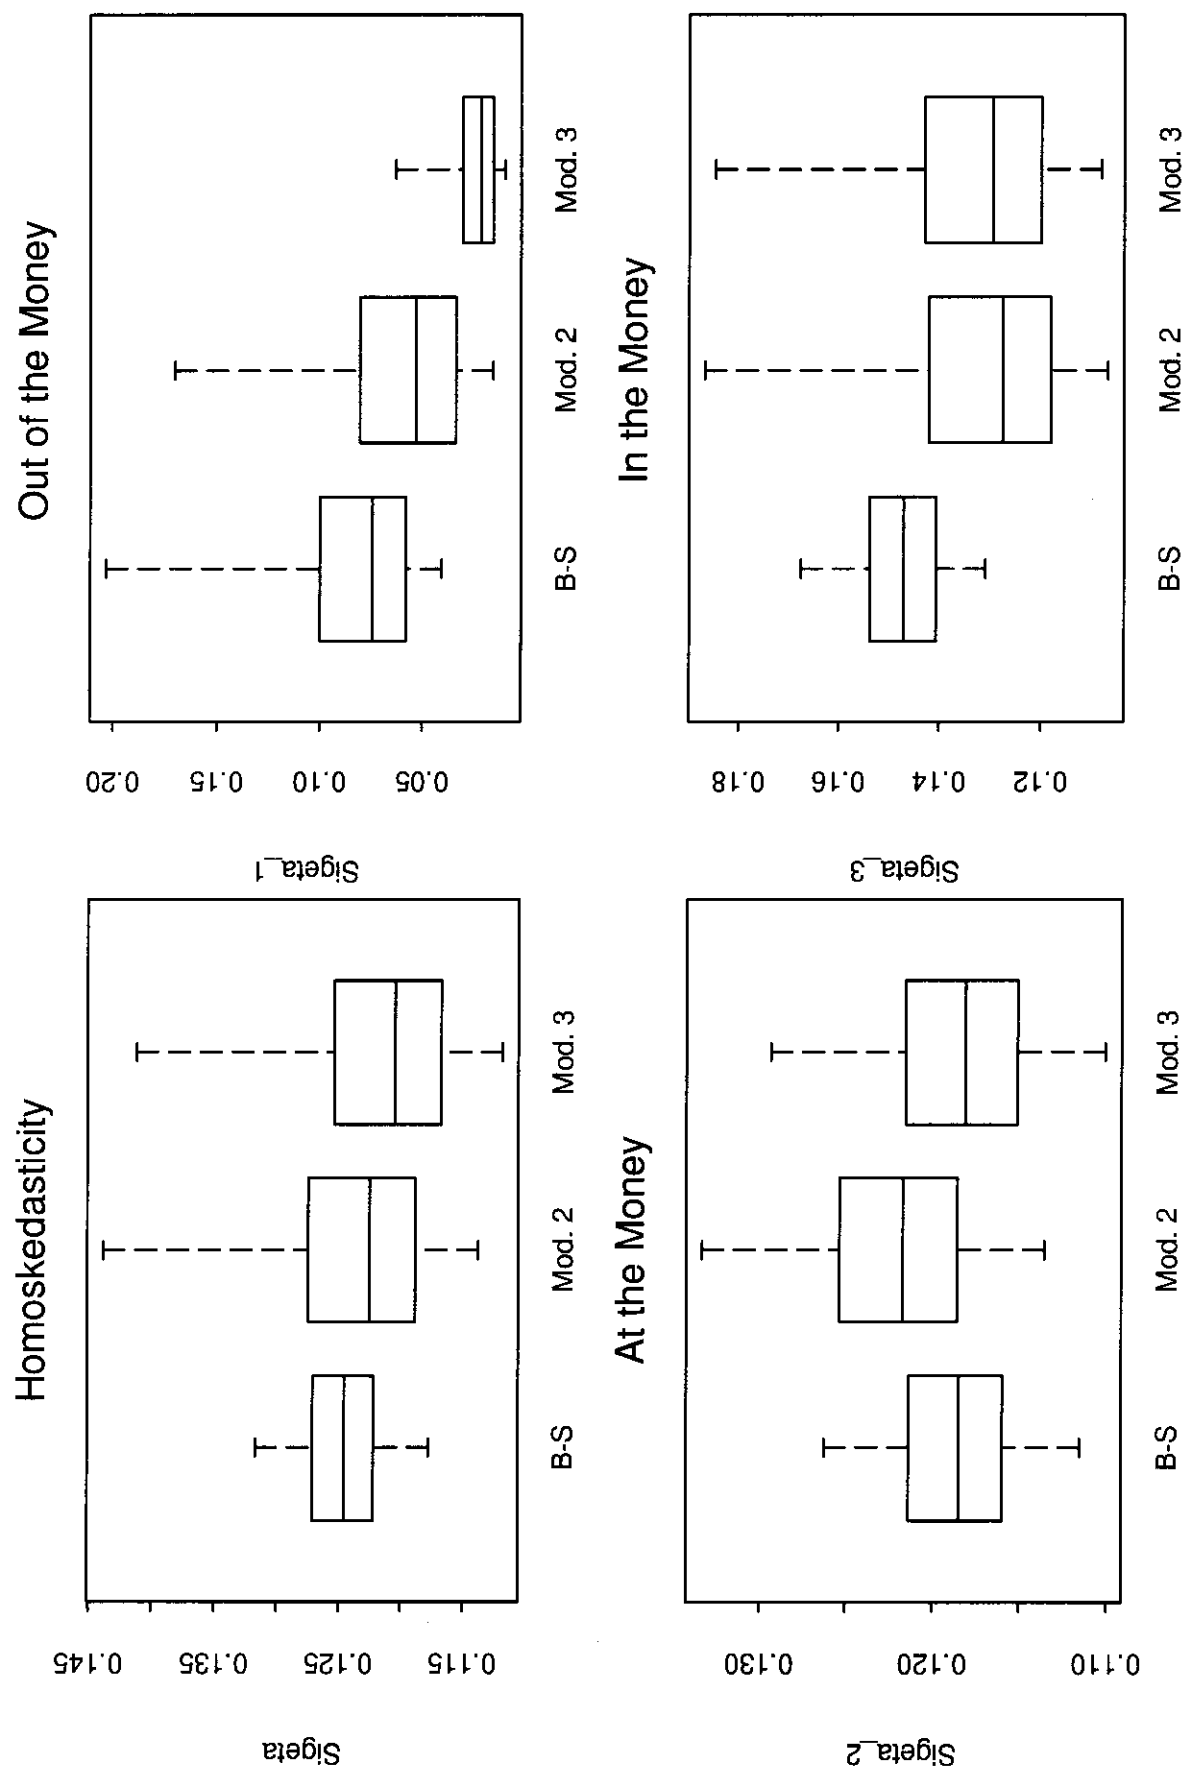 Homoskedasticity
Sigeta
0.145
0.135
0.125
0.115
B-S
Mod. 2
Mod. 3
Out of the Money
Sigeta_1
0.20
0.15
0.10
0.05
B-S
Mod. 2
Mod. 3
At the Money
Sigeta_2
0.130
0.120
0.110
B-S
Mod. 2
Mod. 3
In the Money
Sigeta_3
0.18
0.16
0.14
0.12
B-S
Mod. 2
Mod. 3